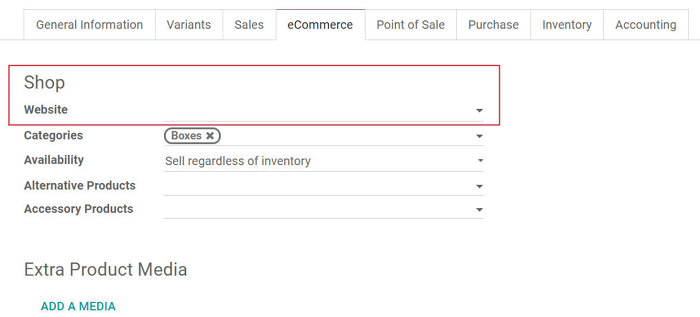 General Information Variants Sales eCommerce Point of Sale Purchase Inventory Accounting
Shop
Website
Categories Boxes ✖
Availability Sell regardless of inventory
Alternative Products
Accessory Products
Extra Product Media
ADD A MEDIA